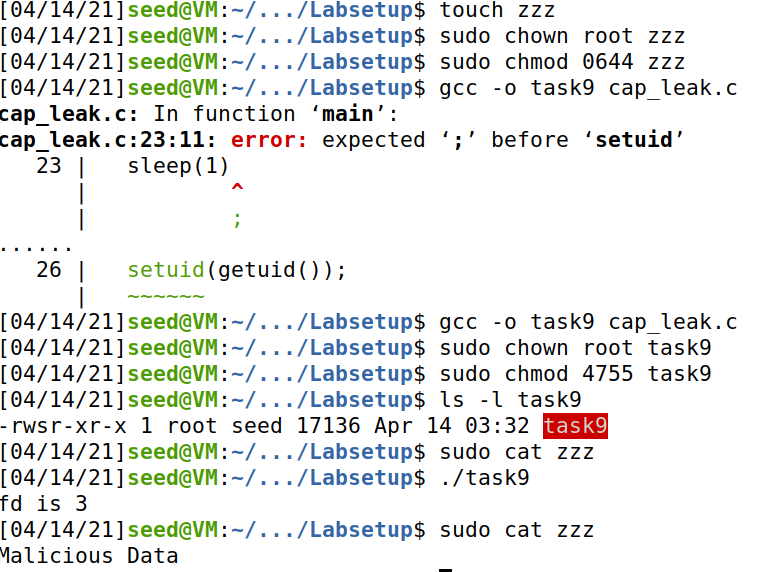 [04/14/21]seed@VM:~/.../Labsetup$ touch zzz
[04/14/21]seed@VM:~/.../Labsetup$ sudo chown root zzz
[04/14/21]seed@VM:~/.../Labsetup$ sudo chmod 0644 zzz
[04/14/21]seed@VM:~/.../Labsetup$ gcc -o task9 cap_leak.c
cap_leak.c: In function ‘main’:
cap_leak.c:23:11: error: expected ‘;’ before ‘setuid’
   23 |   sleep(1)
      |           ^
      |           ;
......
   26 |   setuid(getuid());
      |   ~~~~~~
[04/14/21]seed@VM:~/.../Labsetup$ gcc -o task9 cap_leak.c
[04/14/21]seed@VM:~/.../Labsetup$ sudo chown root task9
[04/14/21]seed@VM:~/.../Labsetup$ sudo chmod 4755 task9
[04/14/21]seed@VM:~/.../Labsetup$ ls -l task9
-rwsr-xr-x 1 root seed 17136 Apr 14 03:32 task9
[04/14/21]seed@VM:~/.../Labsetup$ sudo cat zzz
[04/14/21]seed@VM:~/.../Labsetup$ ./task9
fd is 3
[04/14/21]seed@VM:~/.../Labsetup$ sudo cat zzz
Malicious Data